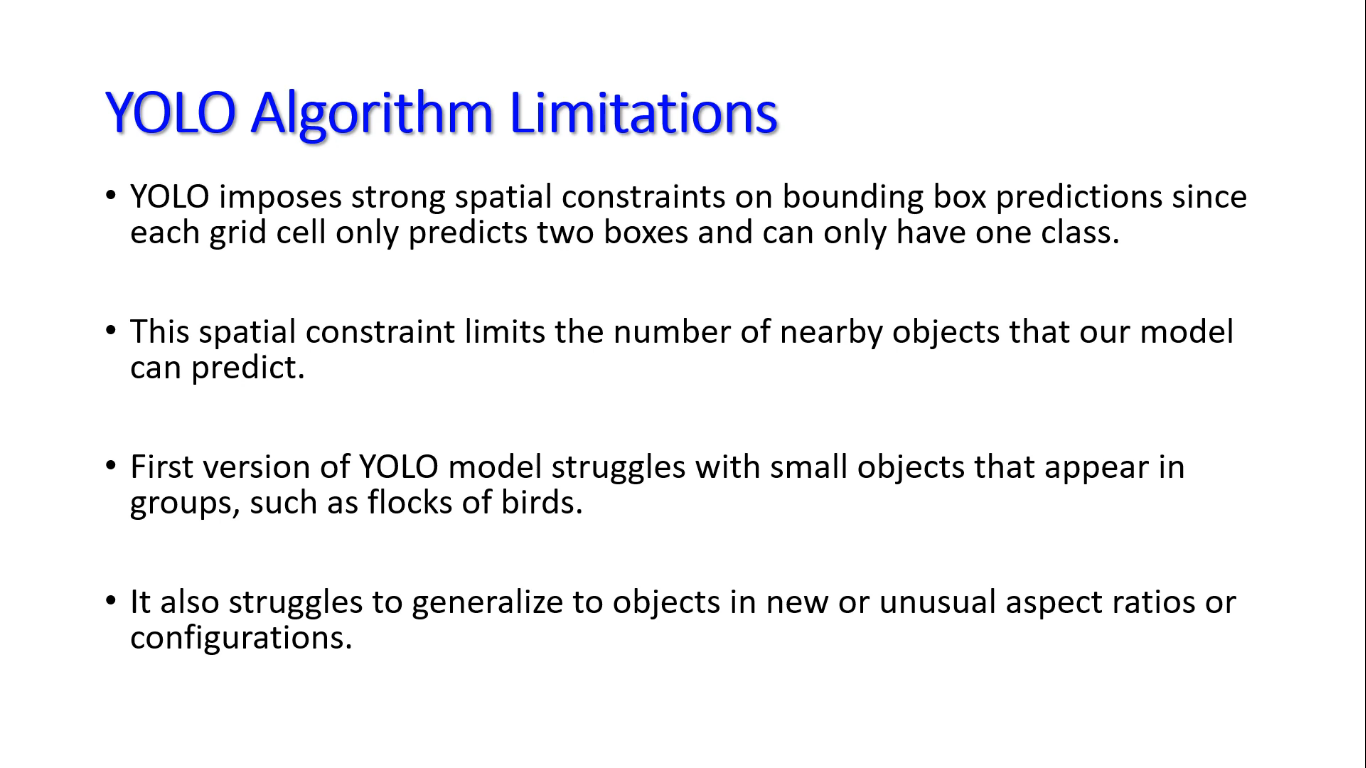 YOLO Algorithm Limitations
• YOLO imposes strong spatial constraints on bounding box predictions since
each grid cell only predicts two boxes and can only have one class.
• This spatial constraint limits the number of nearby objects that our model
can predict.
• First version of YOLO model struggles with small objects that appear in
groups, such as flocks of birds.
• It also struggles to generalize to objects in new or unusual aspect ratios or
configurations.